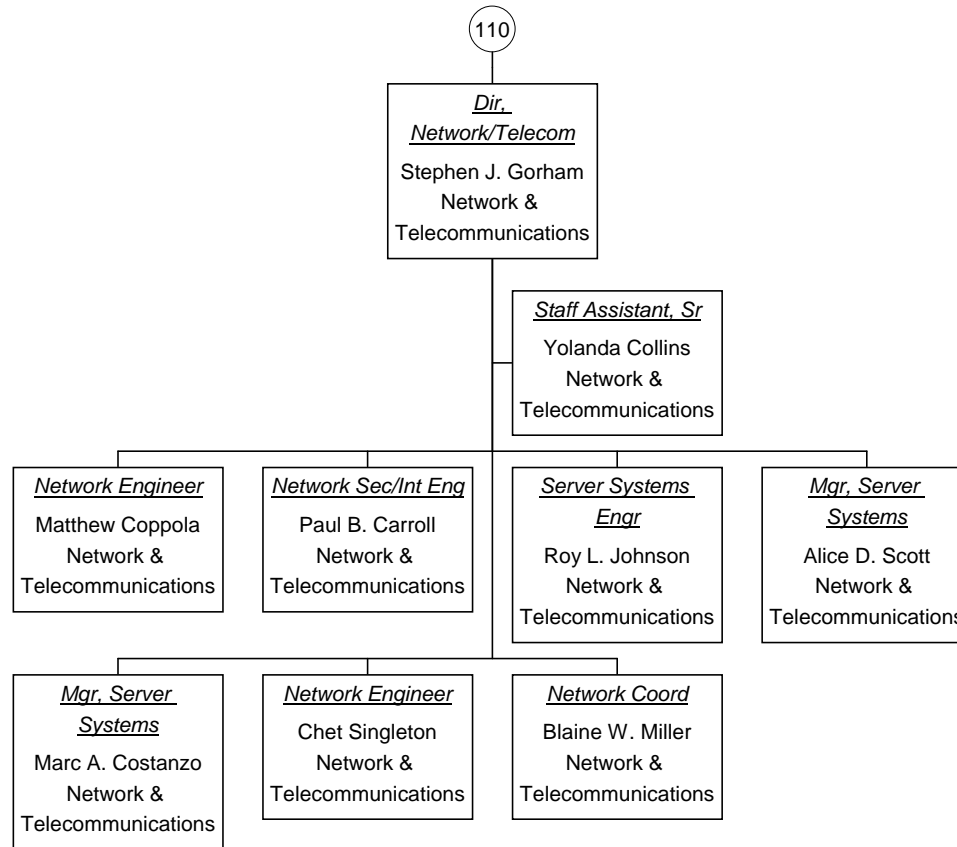 110
Dir,
Network/Telecom
Stephen J. Gorham
Network &
Telecommunications
Staff Assistant, Sr
Yolanda Collins
Network &
Telecommunications
Network Engineer
Matthew Coppola
Network &
Telecommunications
Network Sec/Int Eng
Paul B. Carroll
Network &
Telecommunications
Server Systems
Engr
Roy L. Johnson
Network &
Telecommunications
Mgr, Server
Systems
Alice D. Scott
Network &
Telecommunications
Mgr, Server
Systems
Marc A. Costanzo
Network &
Telecommunications
Network Engineer
Chet Singleton
Network &
Telecommunications
Network Coord
Blaine W. Miller
Network &
Telecommunications